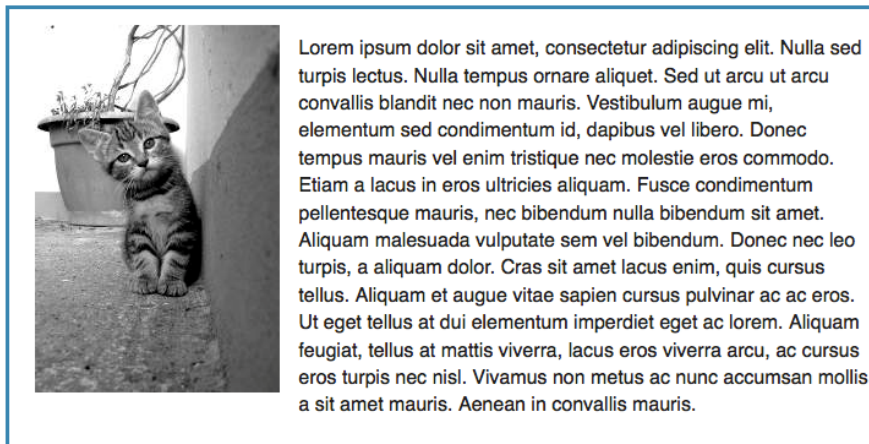 Lorem ipsum dolor sit amet, consectetur adipiscing elit. Nulla sed
turpis lectus. Nulla tempus ornare aliquet. Sed ut arcu ut arcu
convallis blandit nec non mauris. Vestibulum augue mi,
elementum sed condimentum id, dapibus vel libero. Donec
tempus mauris vel enim tristique nec molestie eros commodo.
Etiam a lacus in eros ultricies aliquam. Fusce condimentum
pellentesque mauris, nec bibendum nulla bibendum sit amet.
Aliquam malesuada vulputate sem vel bibendum. Donec nec leo
turpis, a aliquam dolor. Cras sit amet lacus enim, quis cursus
tellus. Aliquam et augue vitae sapien cursus pulvinar ac ac eros.
Ut eget tellus at dui elementum imperdiet eget ac lorem. Aliquam
feugiat, tellus at mattis viverra, lacus eros viverra arcu, ac cursus
eros turpis nec nisl. Vivamus non metus ac nunc accumsan mollis
a sit amet mauris. Aenean in convallis mauris.